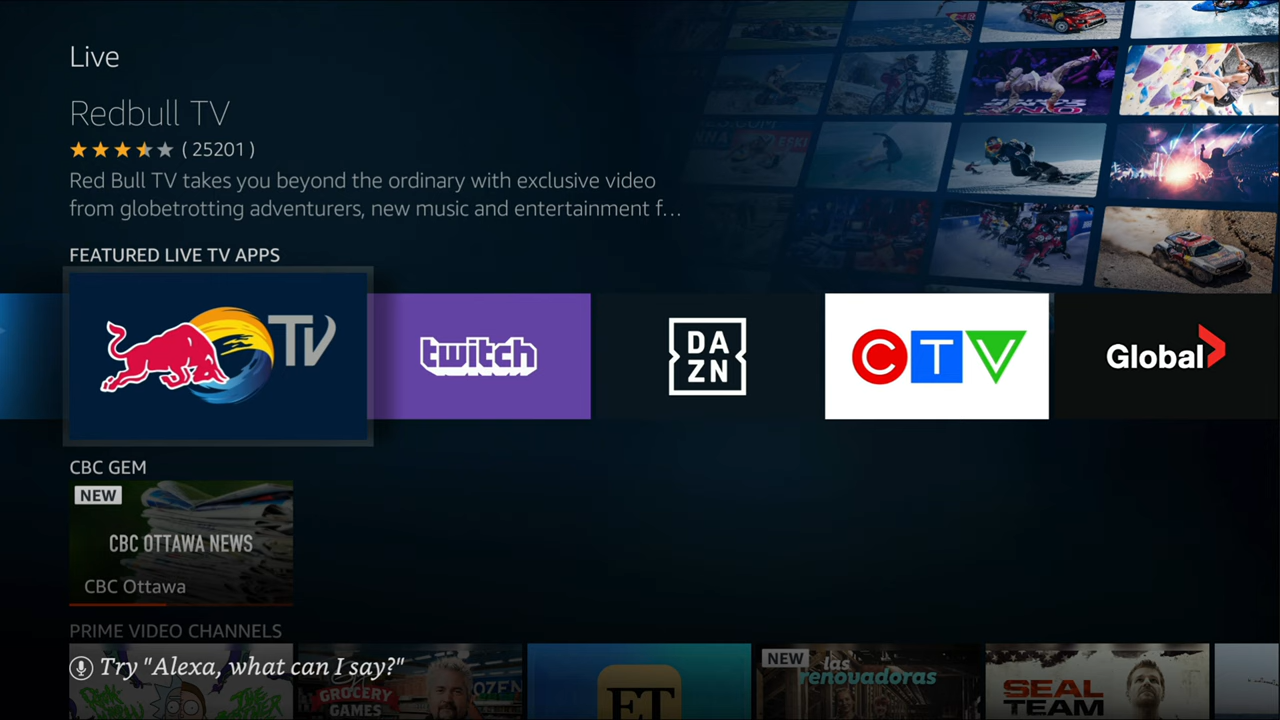 Live
Redbull TV
( 25201 )
Red Bull TV takes you beyond the ordinary with exclusive video
from globetrotting adventurers, new music and entertainment f...
FEATURED LIVE TV APPS
TV
twitch
DA
ZN
CTV
Global
CBC GEM
NEW
CBC OTTAWA NEWS
CBC Ottawa
PRIME VIDEO CHANNELS
Try "Alexa, what can I say?"
NEW
las
renovadoras
GROCERY
GAMES
ET
SEAL
TEAM